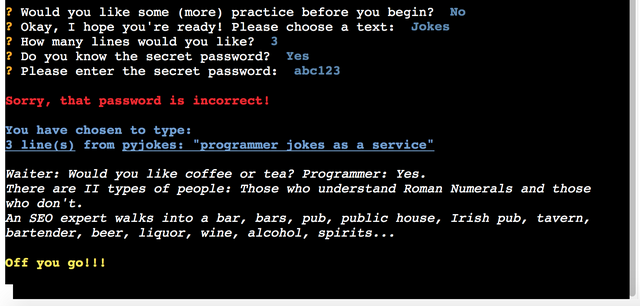 ? Would you like some (more) practice before you begin? No
? Okay, I hope you're ready! Please choose a text: Jokes
? How many lines would you like? 3
? Do you know the secret password? Yes
? Please enter the secret password: abc123
Sorry, that password is incorrect!
You have chosen to type:
3 line(s) from pyjokes: "programmer jokes as a service"
Waiter: Would you like coffee or tea? Programmer: Yes.
There are II types of people: Those who understand Roman Numerals and those
who don't.
An SEO expert walks into a bar, bars, pub, public house, Irish pub, tavern,
bartender, beer, liquor, wine, alcohol, spirits...
Off you go!!!